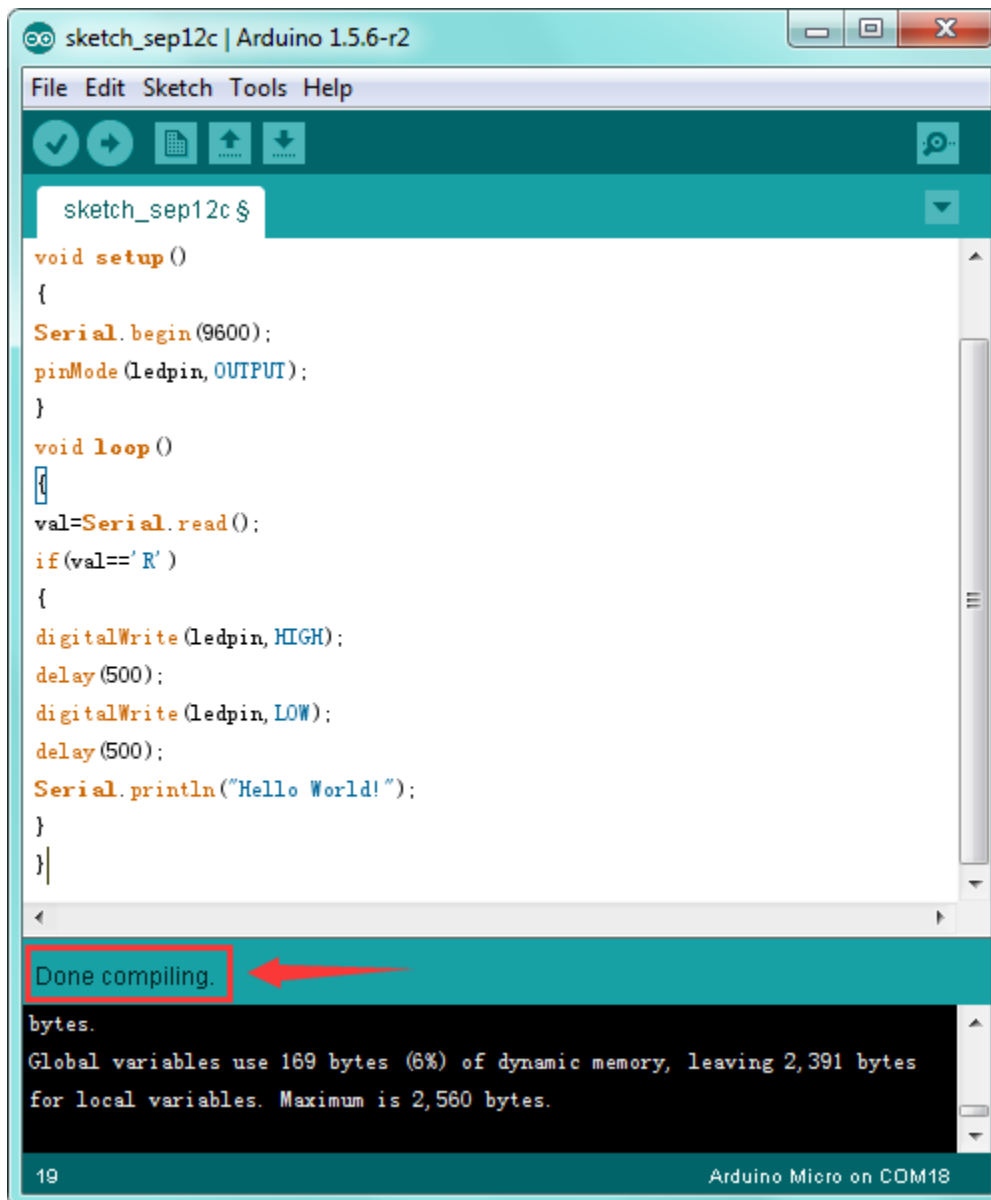 sketch_sep12c | Arduino 1.5.6-r2
File Edit Sketch Tools Help
sketch_sep12c §
void setup()
{
Serial.begin(9600);
pinMode(ledpin,OUTPUT);
}
void loop()
{
val=Serial.read();
if(val=='R')
{
digitalWrite(ledpin,HIGH);
delay(500);
digitalWrite(ledpin,LOW);
delay(500);
Serial.println("Hello World!");
}
}
Done compiling.
bytes.
Global variables use 169 bytes (6%) of dynamic memory, leaving 2,391 bytes
for local variables. Maximum is 2,560 bytes.
19 Arduino Micro on COM18